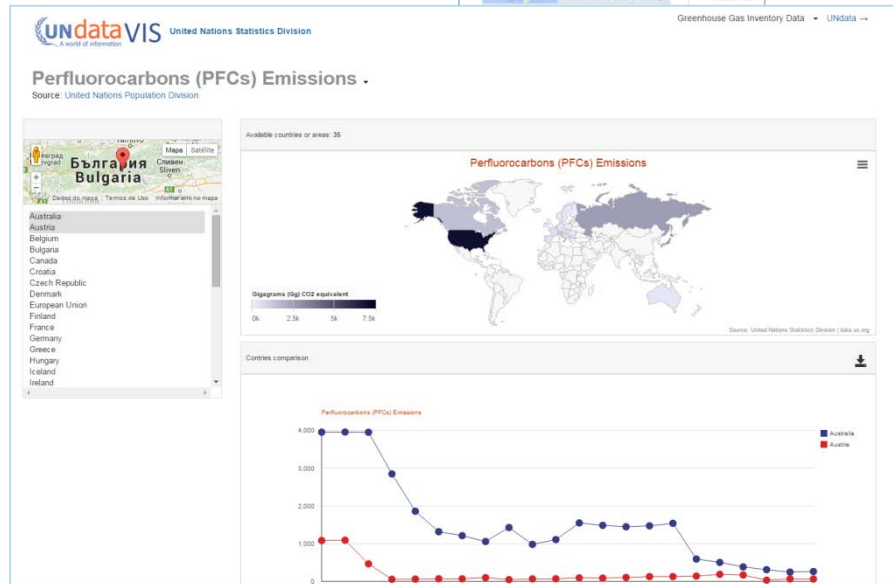 UNdata VIS United Nations Statistics Division
A world of information
Greenhouse Gas Inventory Data UNdata →
Perfluorocarbons (PFCs) Emissions
Source: United Nations Population Division
Mapa Satélite
България
Bulgaria
Сливен
Sliven
Dados do mapa Termos de Uso Informar erro no mapa
Australia
Austria
Belgium
Bulgaria
Canada
Croatia
Czech Republic
Denmark
European Union
Finland
France
Germany
Greece
Hungary
Iceland
Ireland
Available countries or areas: 35
Perfluorocarbons (PFCs) Emissions
Gigagrams (Gg) CO2 equivalent
0k 2.5k 5k 7.5k
Source: United Nations Statistics Division | data.un.org
Contries comparison
Perfluorocarbons (PFCs) Emissions
4,000
3,000
2,000
1,000
0
Australia
Austria